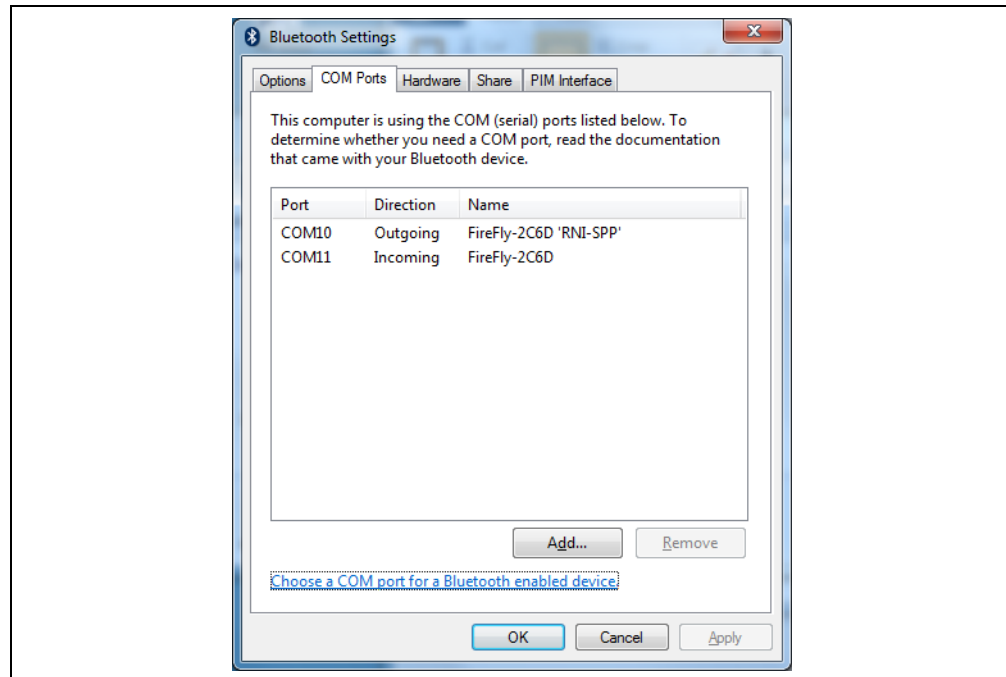 Bluetooth Settings
Options COM Ports Hardware Share PIM Interface
This computer is using the COM (serial) ports listed below. To
determine whether you need a COM port, read the documentation
that came with your Bluetooth device.
Port Direction Name
COM10 Outgoing FireFly-2C6D 'RNI-SPP'
COM11 Incoming FireFly-2C6D
Add... Remove
Choose a COM port for a Bluetooth enabled device.
OK Cancel Apply